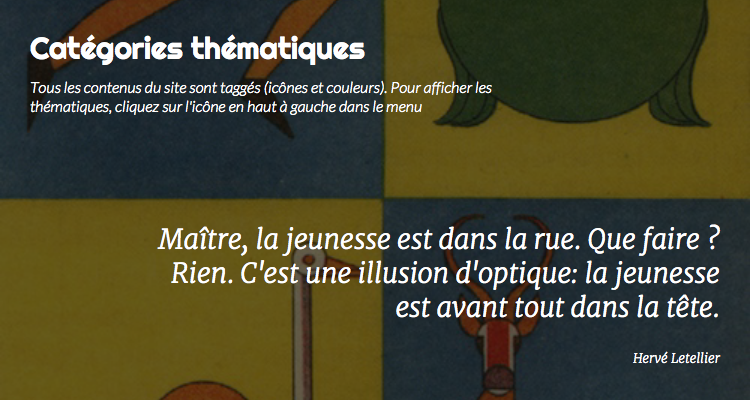 Catégories thématiques
Tous les contenus du site sont taggés (icônes et couleurs). Pour afficher les
thématiques, cliquez sur l'icône en haut à gauche dans le menu
Maître, la jeunesse est dans la rue. Que faire ?
Rien. C'est une illusion d'optique: la jeunesse
est avant tout dans la tête.
Hervé Letellier